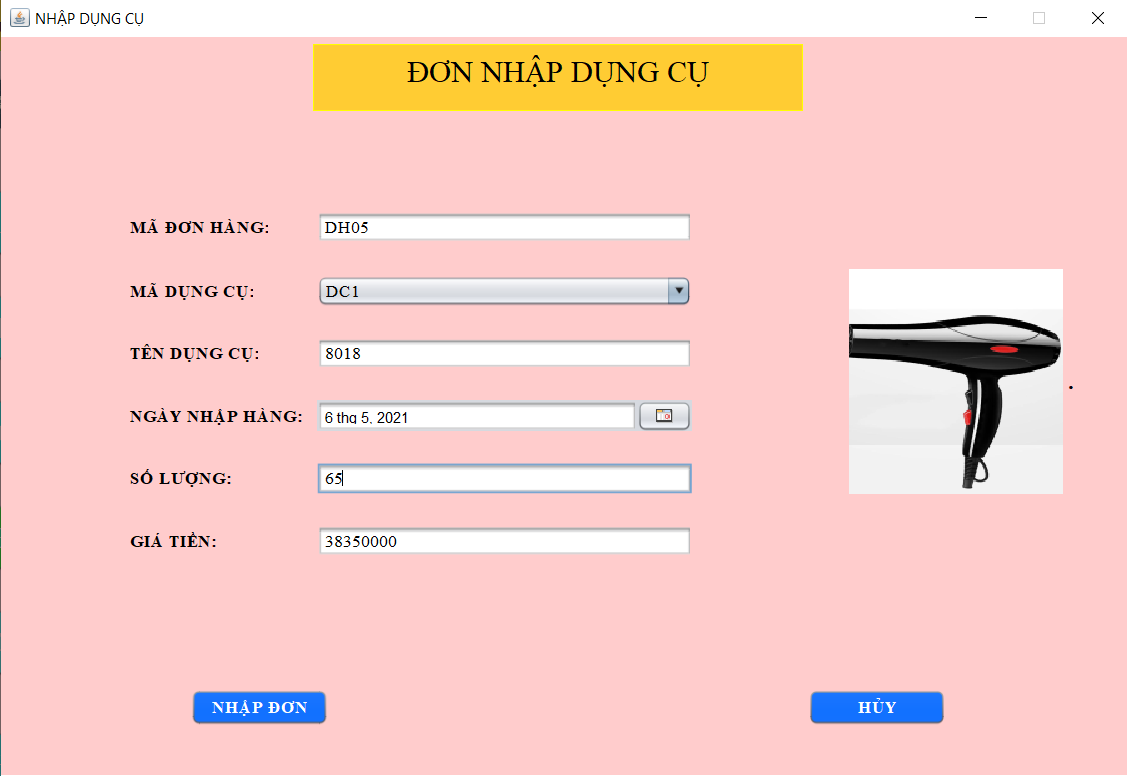 NHẬP DỤNG CỤ
ĐƠN NHẬP DỤNG CỤ
MÃ ĐƠN HÀNG: DH05
MÃ DỤNG CỤ: DC1
TÊN DỤNG CỤ: 8018
NGÀY NHẬP HÀNG: 6 thg 5, 2021
SỐ LƯỢNG: 65
GIÁ TIỀN: 38350000
.
NHẬP ĐƠN HỦY